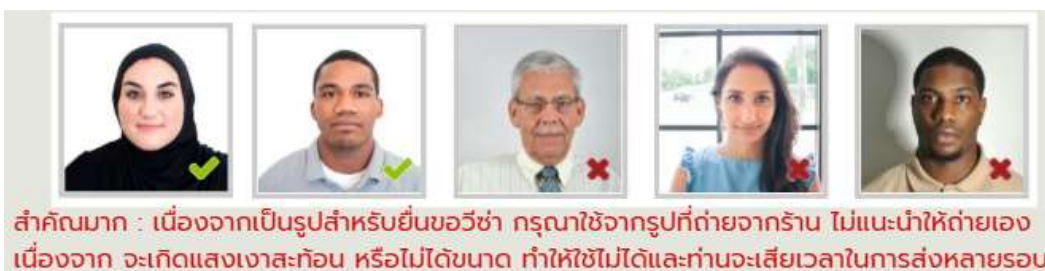 สำคัญมาก : เนื่องจากเป็นรูปสำหรับยื่นขอวีซ่า กรุณาใช้จากรูปที่ถ่ายจากร้าน ไม่แนะนำให้ถ่ายเอง
เนื่องจาก จะเกิดแสงเงาสะท้อน หรือไม่ได้ขนาด ทำให้ใช้ไม่ได้และท่านจะเสียเวลาในการส่งหลายรอบ